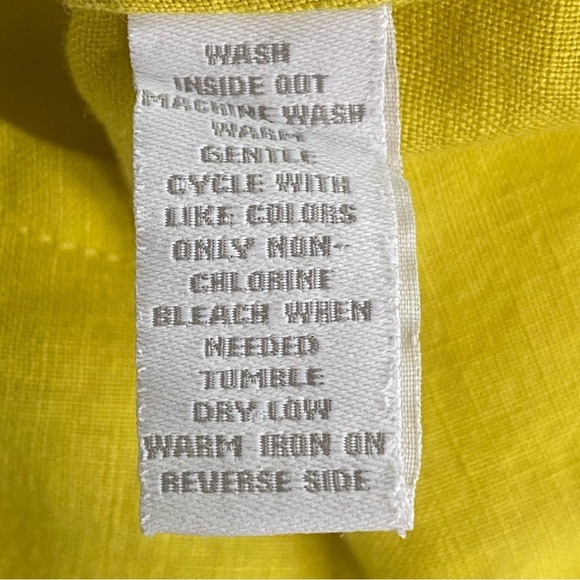 WASH
INSIDE OUT
MACHINE WASH
WARM
GENTLE
CYCLE WITH
LIKE COLORS
ONLY NON-
CHLORINE
BLEACH WHEN
NEEDED
TUMBLE
DRY LOW
WARM IRON ON
REVERSE SIDE